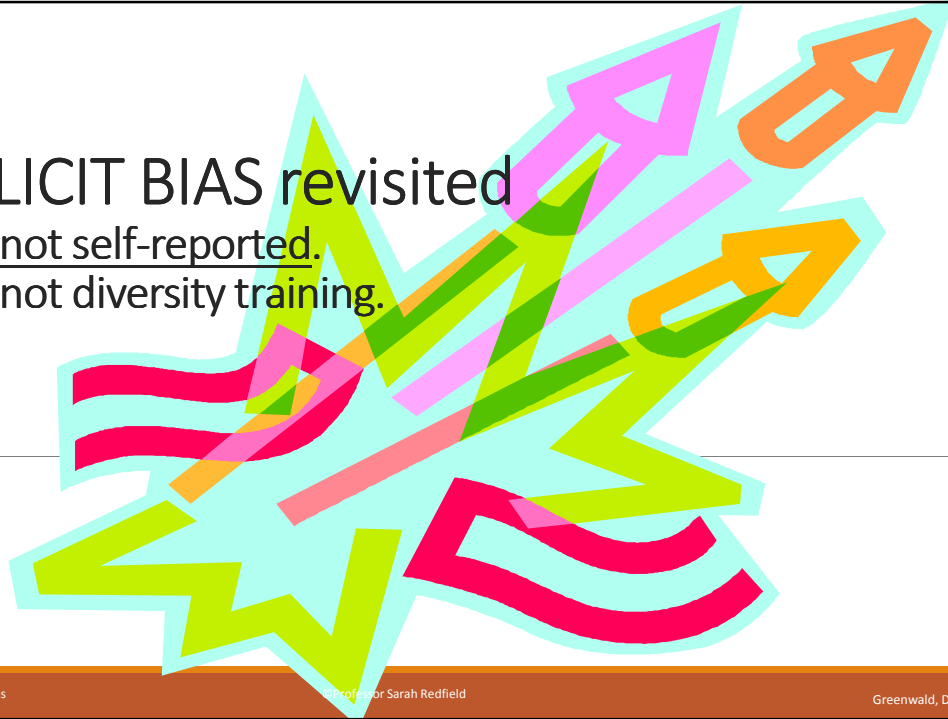 LICIT BIAS revisited
not self-reported.
not diversity training.
s
©Professor Sarah Redfield
Greenwald, D